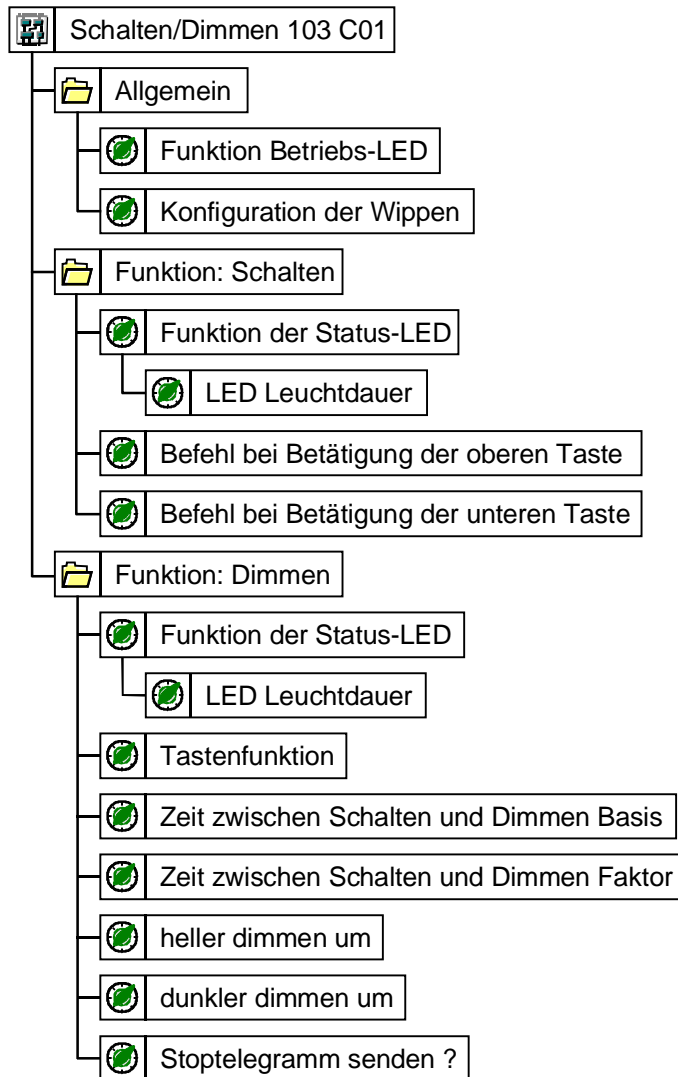 Schalten/Dimmen 103 C01
Allgemein
Funktion Betriebs-LED
Konfiguration der Wippen
Funktion: Schalten
Funktion der Status-LED
LED Leuchtdauer
Befehl bei Betätigung der oberen Taste
Befehl bei Betätigung der unteren Taste
Funktion: Dimmen
Funktion der Status-LED
LED Leuchtdauer
Tastenfunktion
Zeit zwischen Schalten und Dimmen Basis
Zeit zwischen Schalten und Dimmen Faktor
heller dimmen um
dunkler dimmen um
Stoptelegramm senden ?